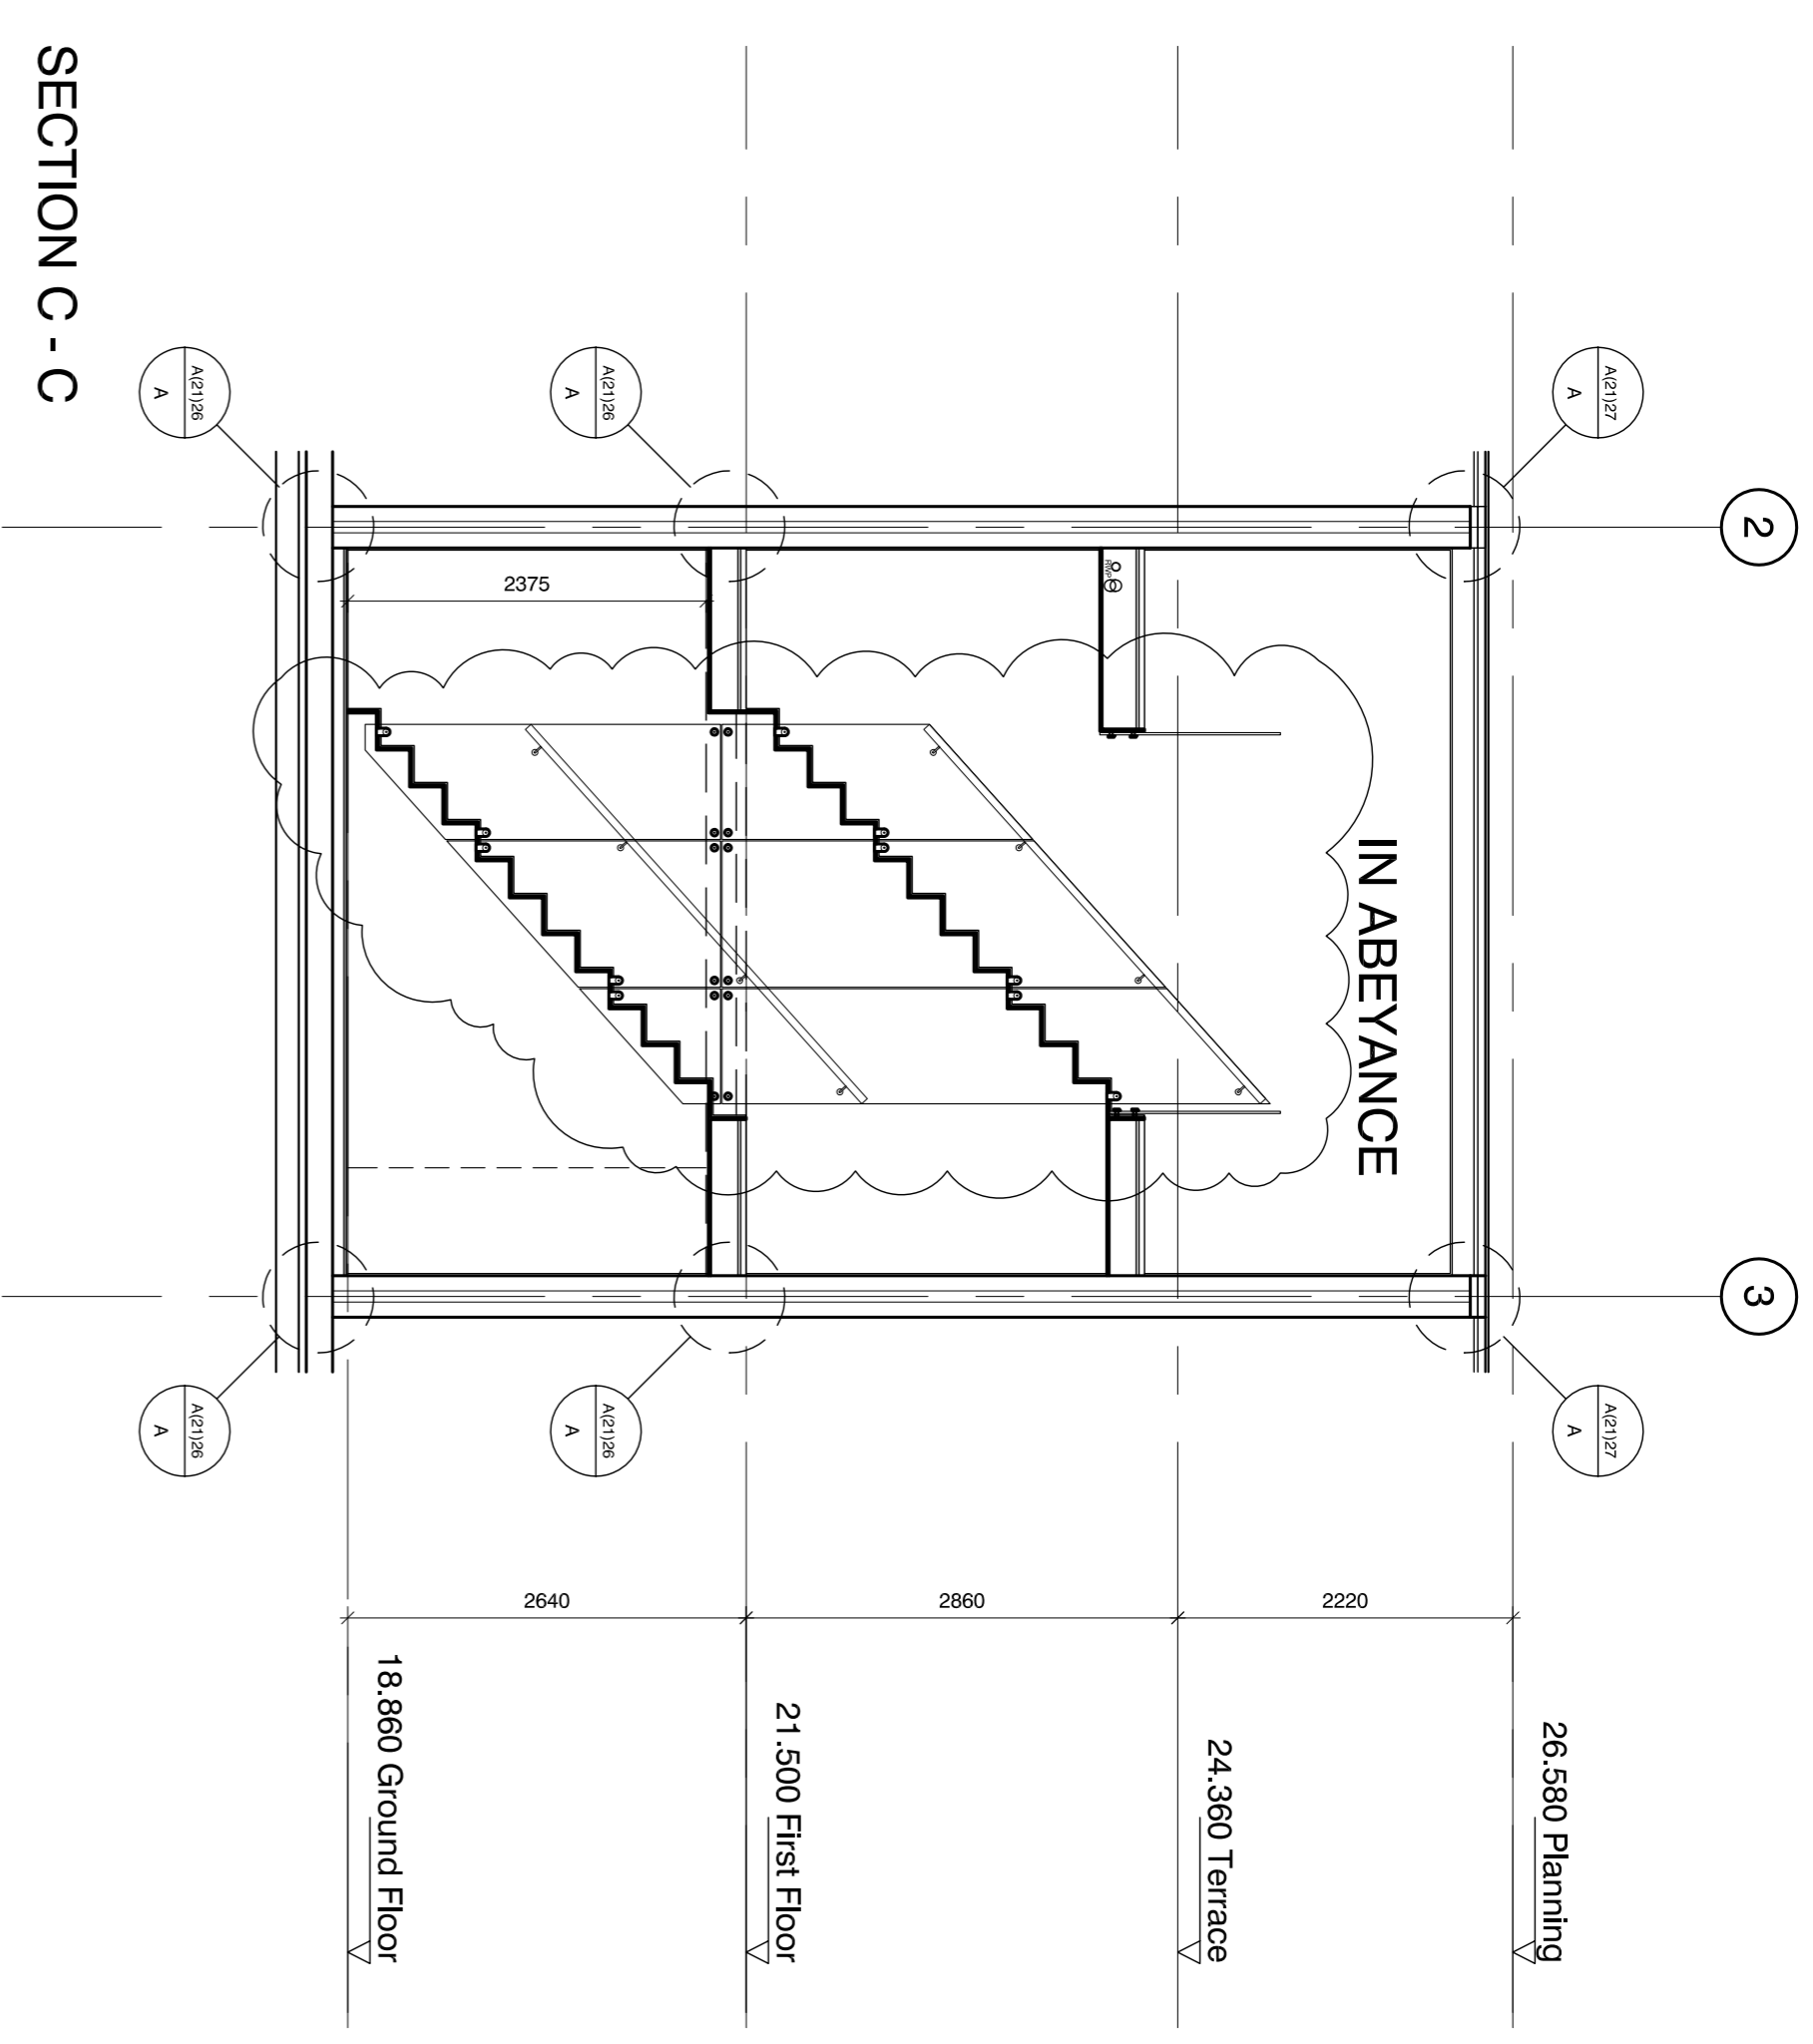 2
3
A(21)27
A
A(21)27
A
26.580 Planning
IN ABEYANCE
2220
24.360 Terrace
RWP
2860
A(21)26
A
A(21)26
A
21.500 First Floor
2375
2640
18.860 Ground Floor
A(21)26
A
A(21)26
A
SECTION C - C